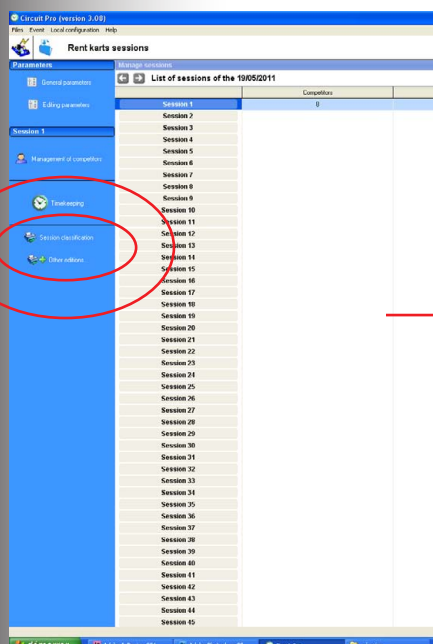 Circuit Pro (version 3.00)
Files Event Local configuration Help
Rent karts sessions
Parameters
Manage sessions
General parameters
List of sessions of the 19/05/2011
Competitors
Editing parameters
Session 1
0
Session 2
Session 3
Session 1
Session 4
Session 5
Management of competitors
Session 6
Session 7
Session 8
Session 9
Timekeeping
Session 10
Session 11
Session 12
Session classification
Session 13
Session 14
Other editions
Session 15
Session 16
Session 17
Session 18
Session 19
Session 20
Session 21
Session 22
Session 23
Session 24
Session 25
Session 26
Session 27
Session 28
Session 29
Session 30
Session 31
Session 32
Session 33
Session 34
Session 35
Session 36
Session 37
Session 38
Session 39
Session 40
Session 41
Session 42
Session 43
Session 44
Session 45